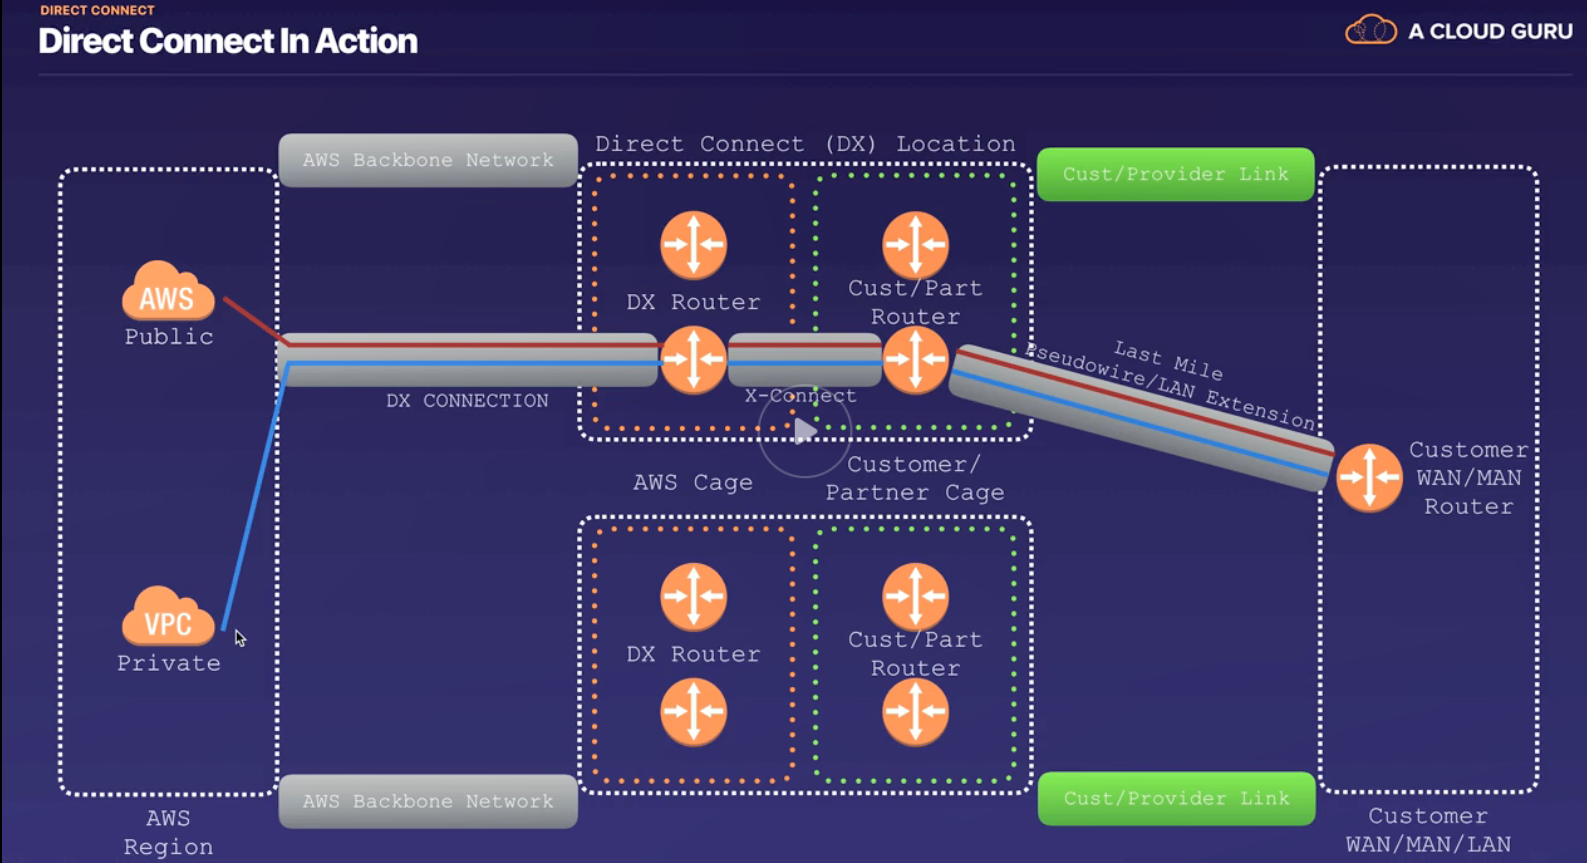 DIRECT CONNECT
Direct Connect In Action
A CLOUD GURU
AWS Backbone Network
Direct Connect (DX) Location
Cust/Provider Link
AWS
Public
DX Router
Cust/Part
Router
DX CONNECTION
X-Connect
Last Mile
Pseudowire/LAN Extension
Customer
WAN/MAN
Router
AWS Cage
Customer/
Partner Cage
VPC
Private
DX Router
Cust/Part
Router
AWS Backbone Network
Cust/Provider Link
AWS
Region
Customer
WAN/MAN/LAN